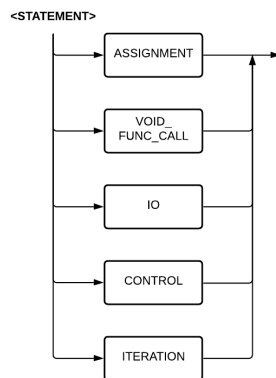 <STATEMENT>
ASSIGNMENT
VOID_
FUNC_CALL
IO
CONTROL
ITERATION